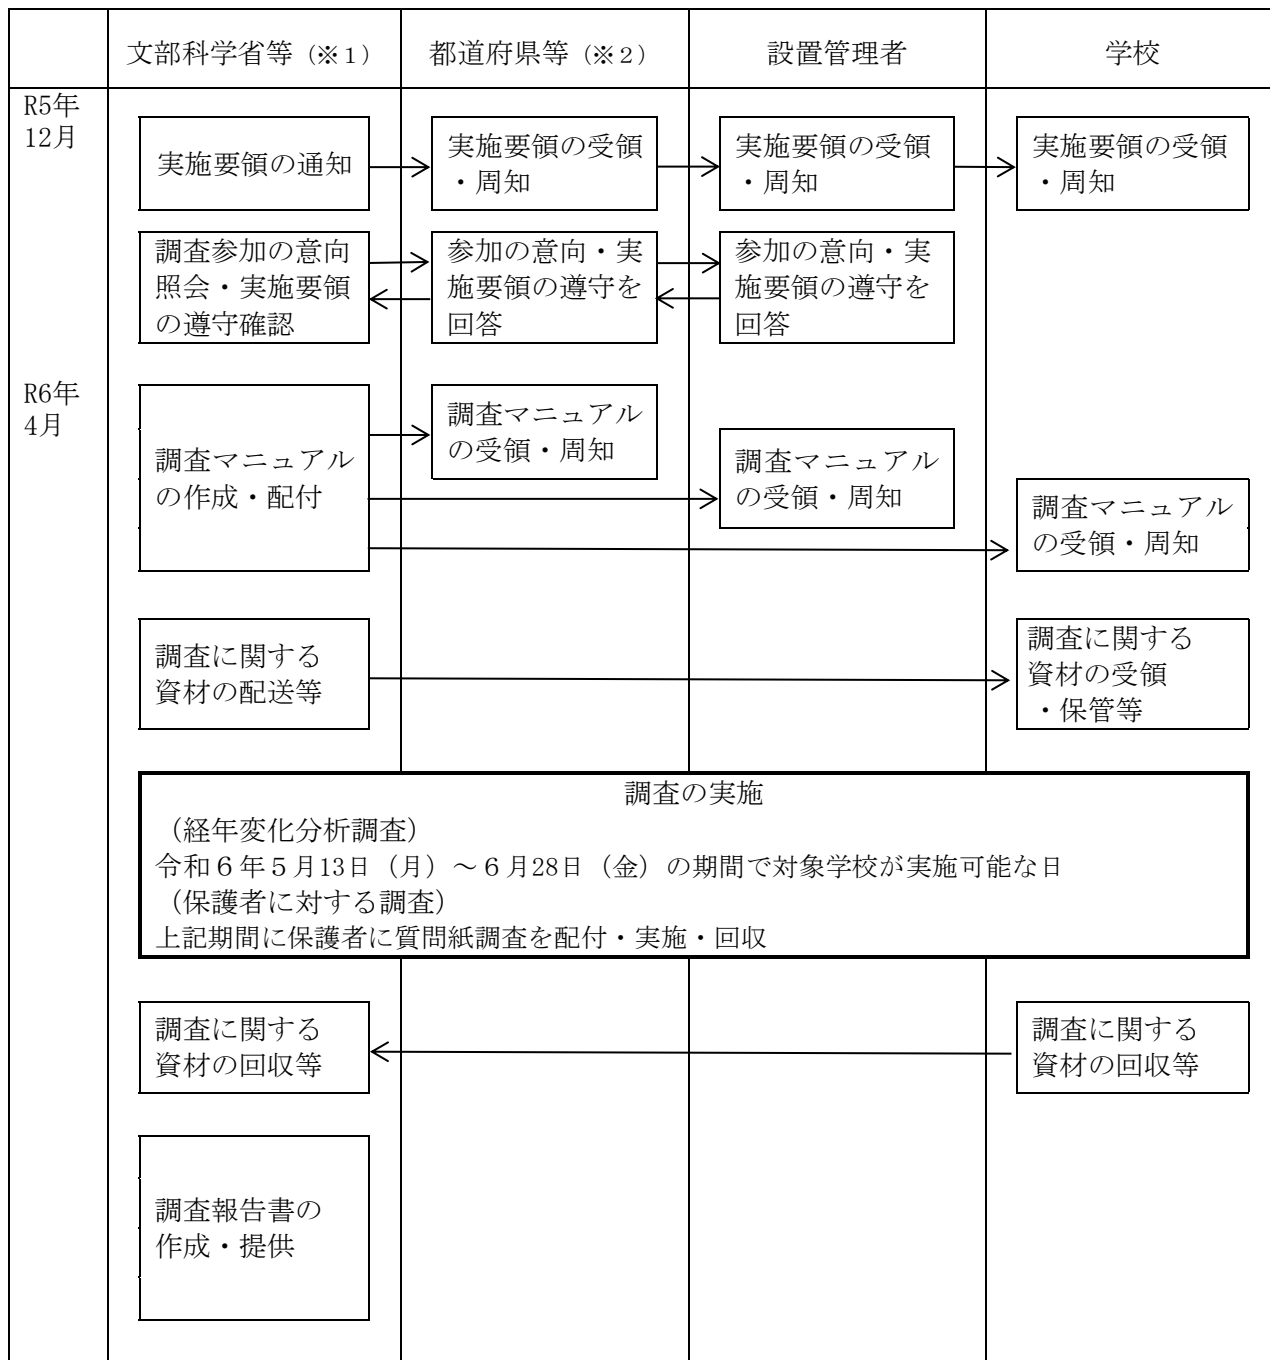 文部科学省等（※１）
都道府県等（※２）
設置管理者
学校
R5年
12月
実施要領の通知
実施要領の受領
・周知
実施要領の受領
・周知
実施要領の受領
・周知
調査参加の意向
照会・実施要領
の遵守確認
参加の意向・実
施要領の遵守を
回答
参加の意向・実
施要領の遵守を
回答
R6年
4月
調査マニュアル
の作成・配付
調査マニュアル
の受領・周知
調査マニュアル
の受領・周知
調査マニュアル
の受領・周知
調査に関する
資材の配送等
調査に関する
資材の受領
・保管等
調査の実施
（経年変化分析調査）
令和６年５月13日（月）～６月28日（金）の期間で対象学校が実施可能な日
（保護者に対する調査）
上記期間に保護者に質問紙調査を配付・実施・回収
調査に関する
資材の回収等
調査に関する
資材の回収等
調査報告書の
作成・提供